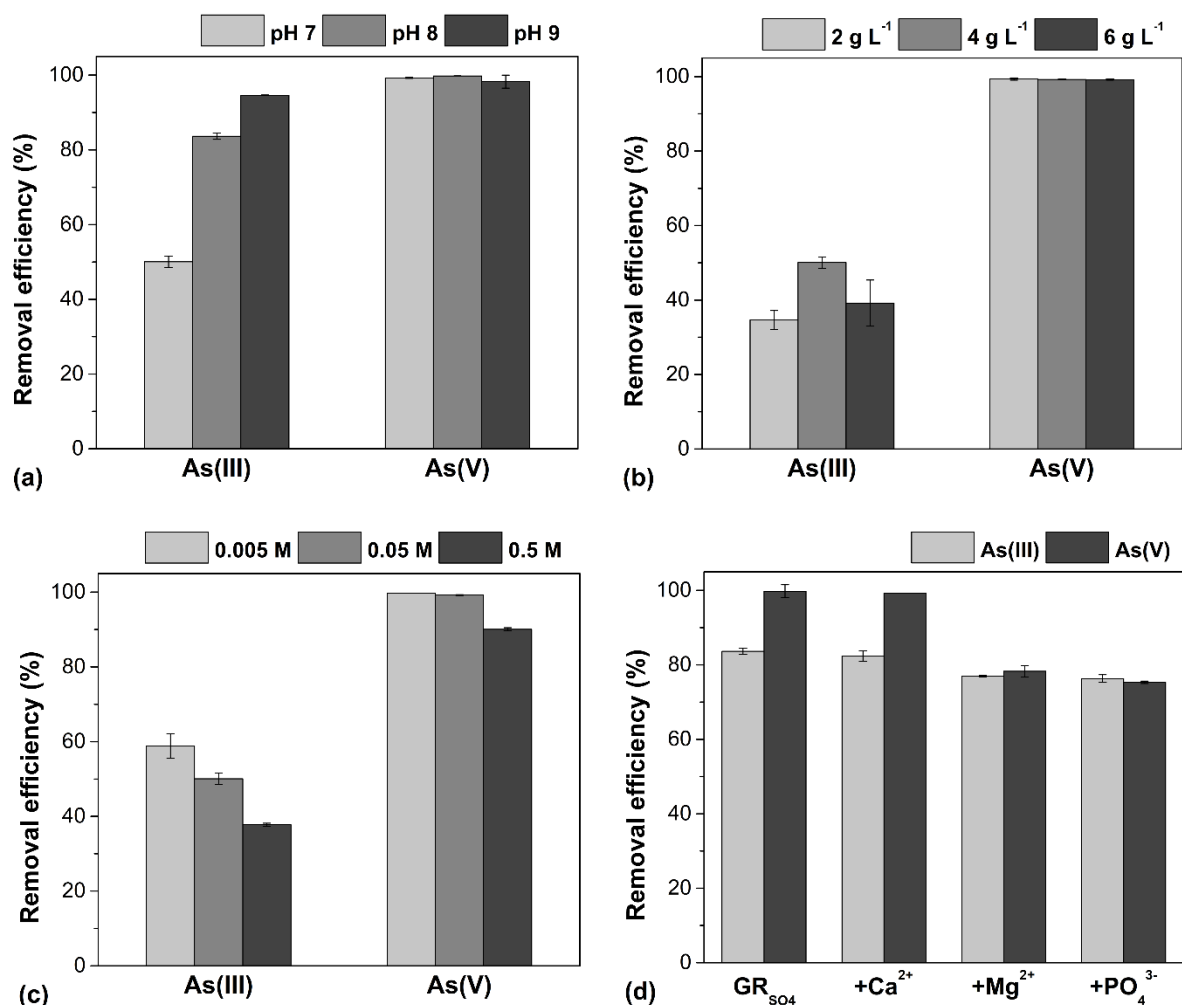 pH 7 pH 8 pH 9
100
80
60
40
20
0
Removal efficiency (%)
As(III) As(V)
(a)
2 g L⁻¹ 4 g L⁻¹ 6 g L⁻¹
100
80
60
40
20
0
Removal efficiency (%)
As(III) As(V)
(b)
0.005 M 0.05 M 0.5 M
100
80
60
40
20
0
Removal efficiency (%)
As(III) As(V)
(c)
As(III) As(V)
100
80
60
40
20
0
Removal efficiency (%)
GR_SO4 +Ca²⁺ +Mg²⁺ +PO₄³⁻
(d)